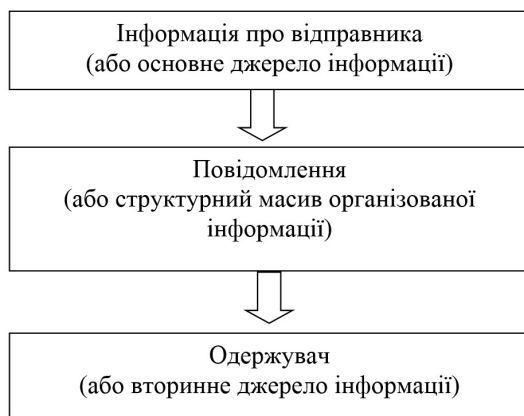 Інформація про відправника
(або основне джерело інформації)
Повідомлення
(або структурний масив організованої
інформації)
Одержувач
(або вторинне джерело інформації)